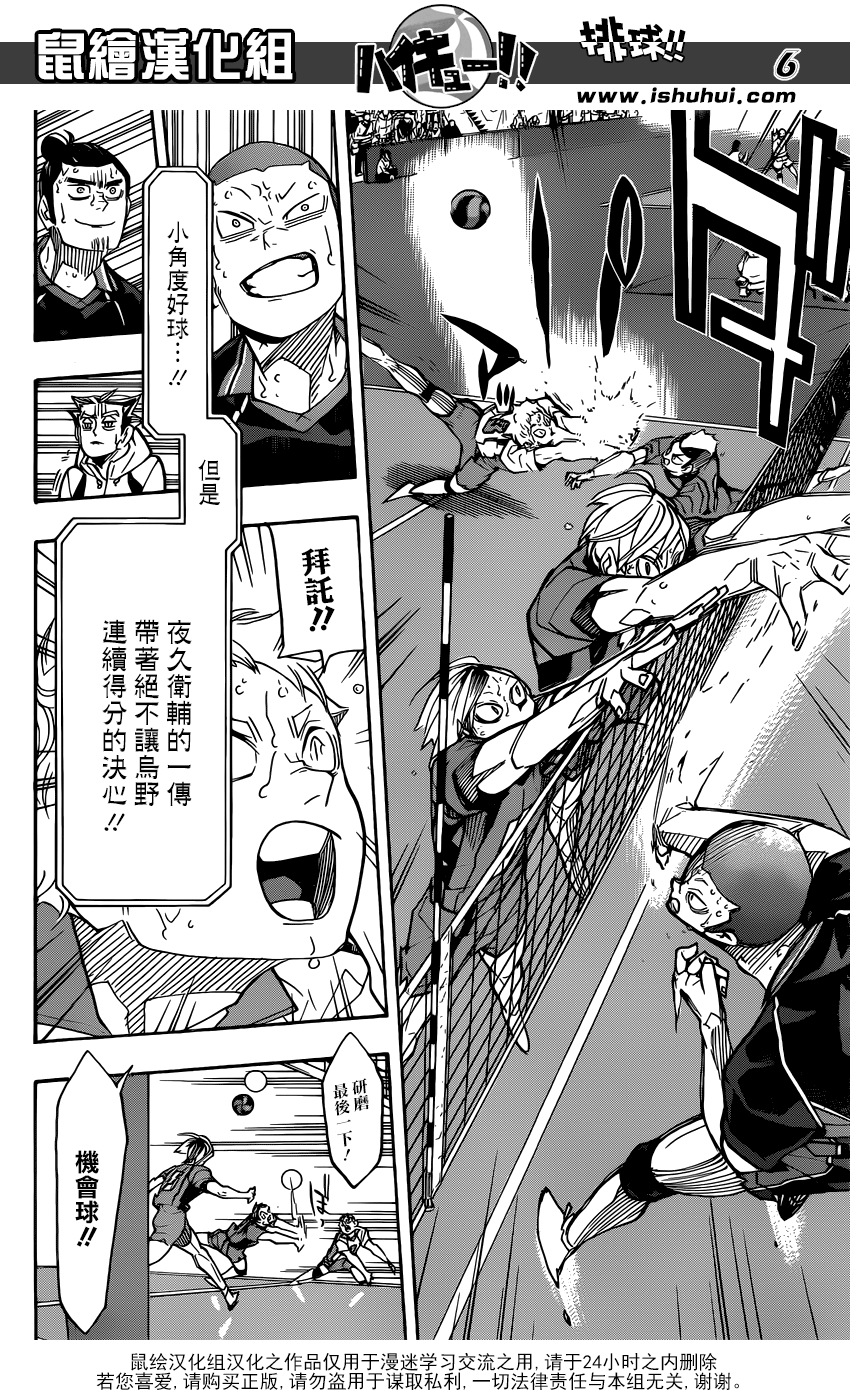 鼠繪漢化組
ハイキュー!!
排球!!
6
www.ishuhui.com
ドッ
小角度好球…!!
但是
夜久衛輔的一傳
帶著絕不讓烏野
連續得分的決心!!
拜託!!
研磨
最後一下!
機會球!!
鼠绘汉化组汉化之作品仅用于漫迷学习交流之用,请于24小时之内删除
若您喜爱,请购买正版,请勿盗用于谋取私利,一切法律责任与本组无关,谢谢。